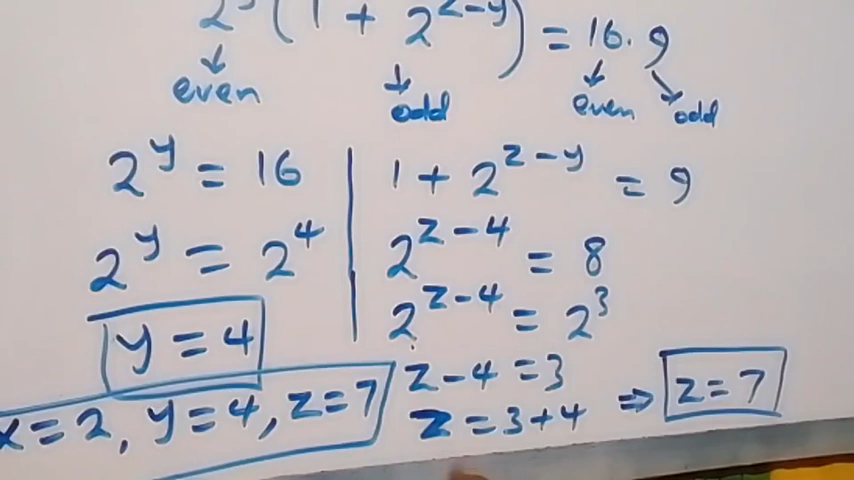 2^y (1 + 2^{z-y}) = 16 . 9
↓ even ↓ odd ↓ even ↘ odd
2^y = 16
2^y = 2^4
y = 4
1 + 2^{z-y} = 9
2^{z-4} = 8
2^{z-4} = 2^3
z-4 = 3
z = 3+4 ⇒ z = 7
x = 2, y = 4, z = 7